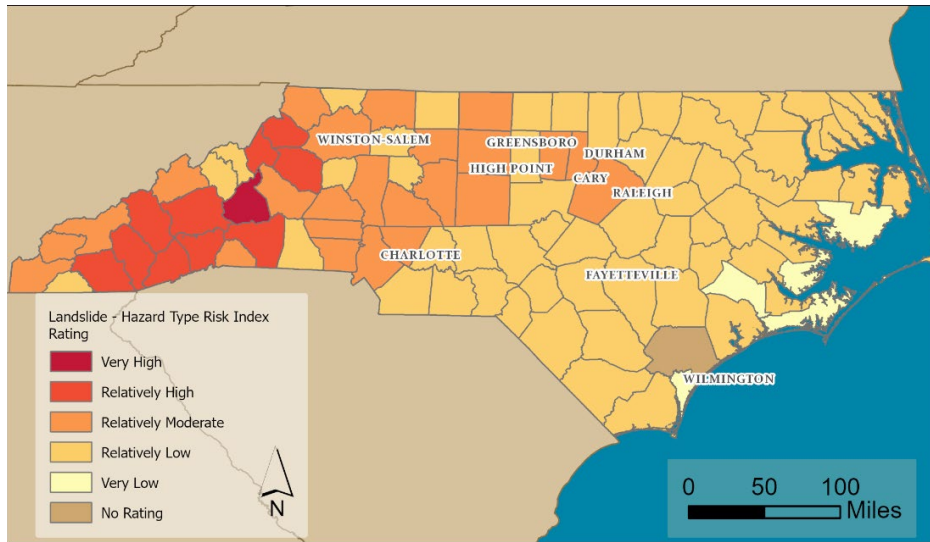 WINSTON-SALEM
GREENSBORO
DURHAM
HIGH POINT
CARY
RALEIGH
CHARLOTTE
FAYETTEVILLE
WILMINGTON
Landslide - Hazard Type Risk Index
Rating
Very High
Relatively High
Relatively Moderate
Relatively Low
Very Low
No Rating
N
0 50 100
Miles